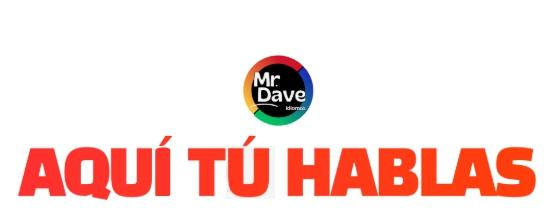 Mr.
Dave
idiomas
AQUÍ TÚ HABLAS